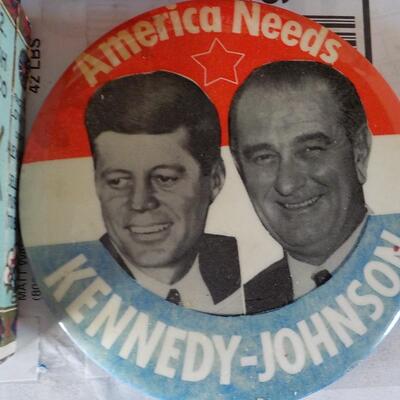 America Needs
KENNEDY-JOHNSON
42 LBS